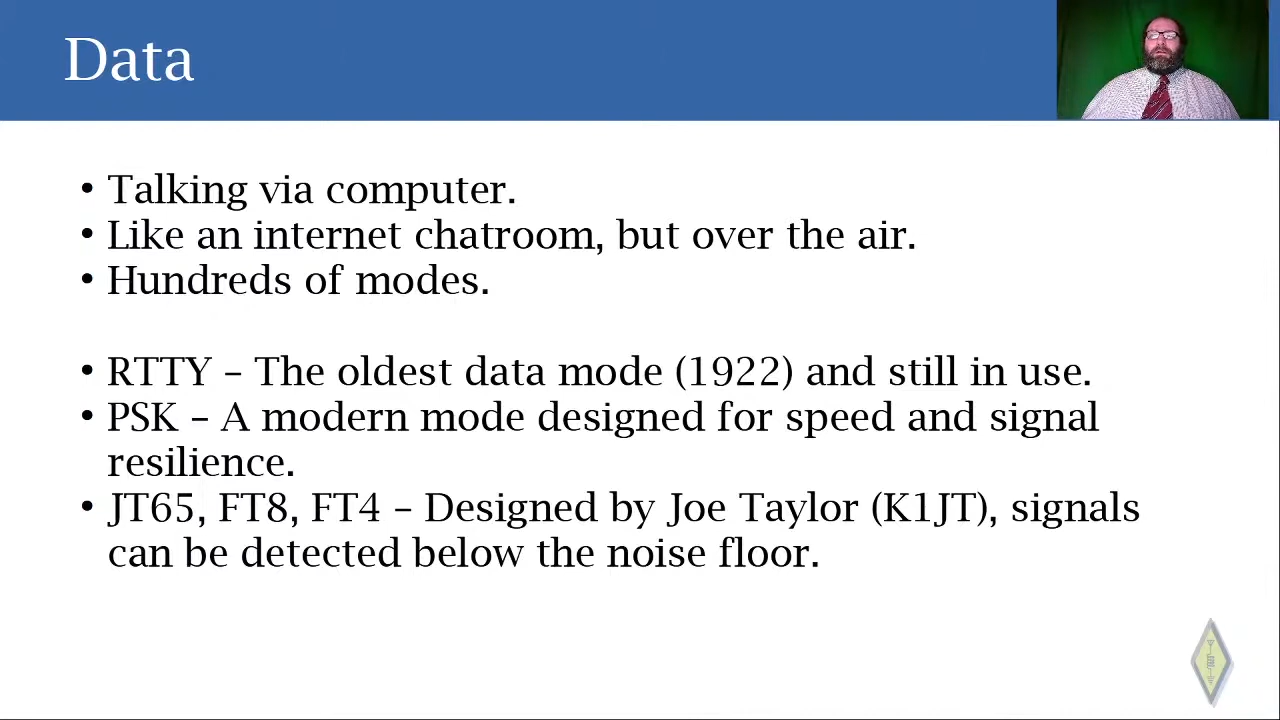 Data
• Talking via computer.
• Like an internet chatroom, but over the air.
• Hundreds of modes.
• RTTY – The oldest data mode (1922) and still in use.
• PSK – A modern mode designed for speed and signal
resilience.
• JT65, FT8, FT4 – Designed by Joe Taylor (K1JT), signals
can be detected below the noise floor.